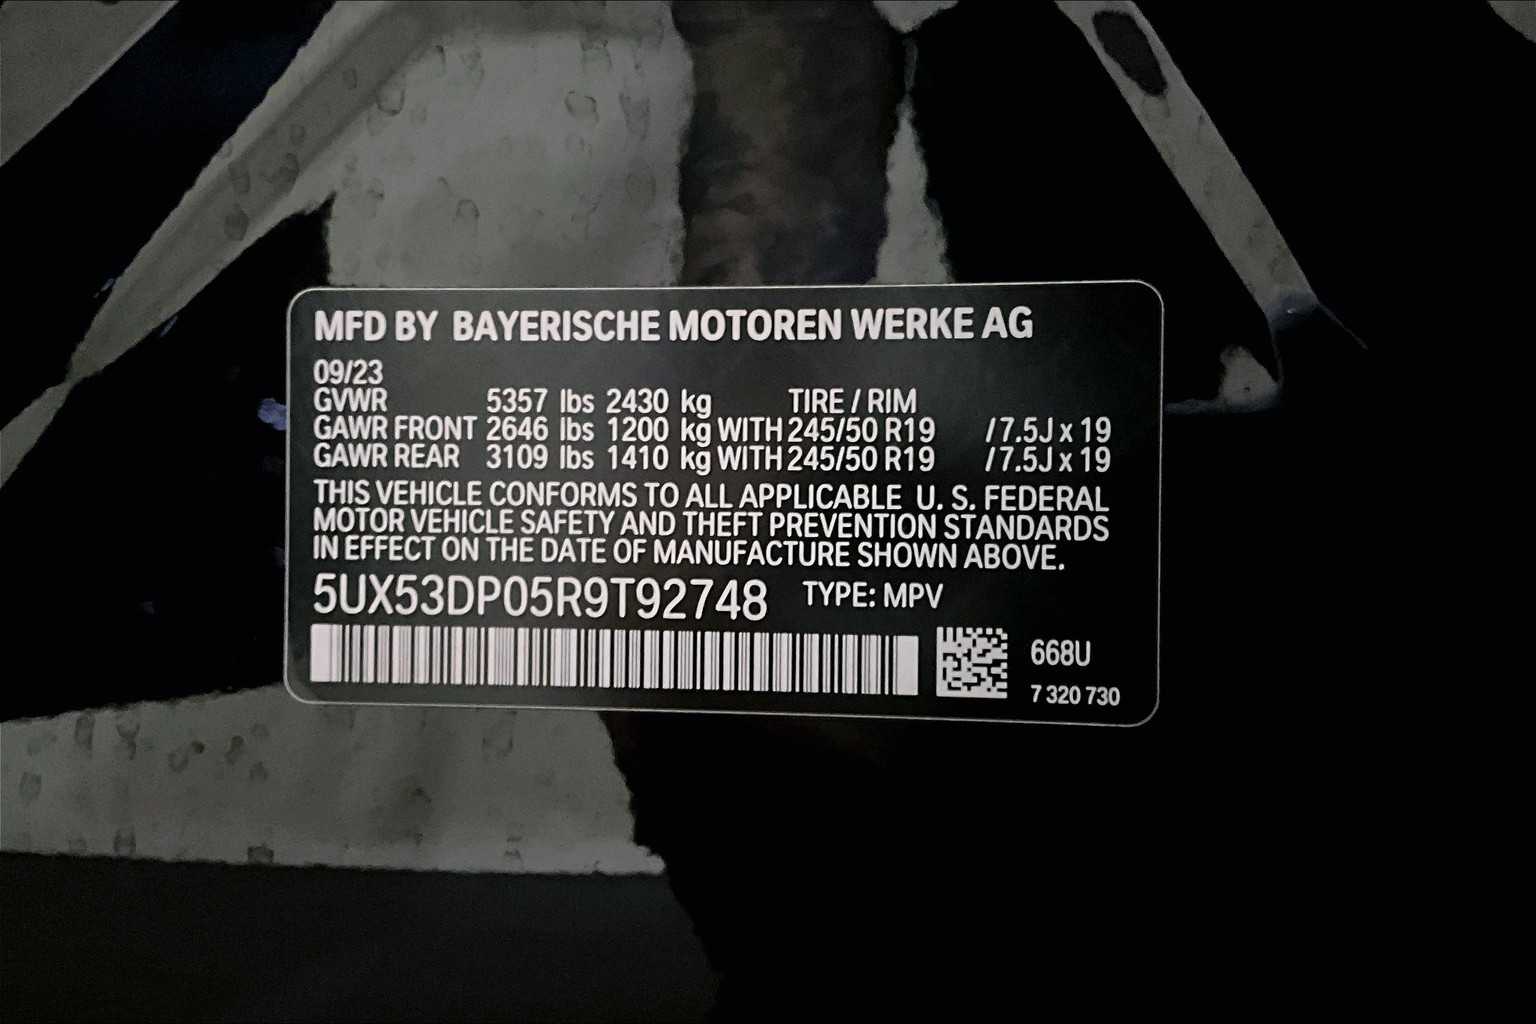 MFD BY BAYERISCHE MOTOREN WERKE AG
09/23
GVWR 5357 lbs 2430 kg TIRE / RIM
GAWR FRONT 2646 lbs 1200 kg WITH 245/50 R19 / 7.5J x 19
GAWR REAR 3109 lbs 1410 kg WITH 245/50 R19 / 7.5J x 19
THIS VEHICLE CONFORMS TO ALL APPLICABLE U. S. FEDERAL
MOTOR VEHICLE SAFETY AND THEFT PREVENTION STANDARDS
IN EFFECT ON THE DATE OF MANUFACTURE SHOWN ABOVE.
5UX53DP05R9T92748 TYPE: MPV
668U
7 320 730